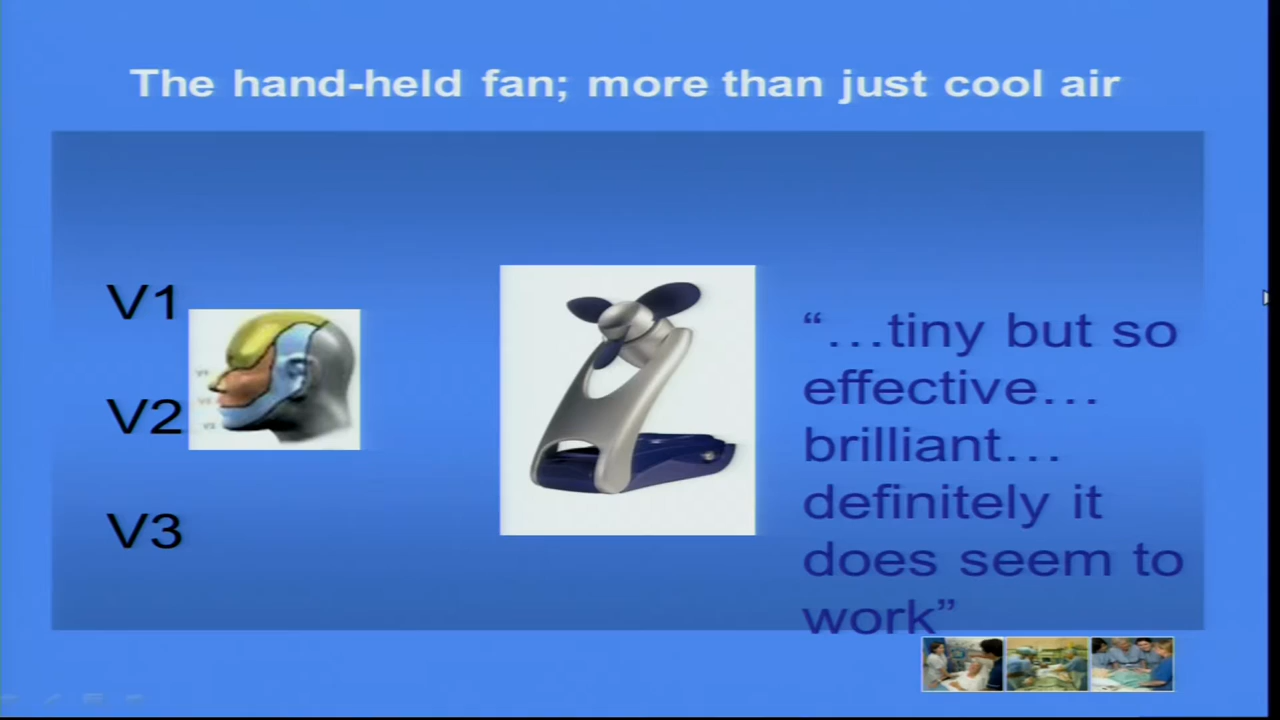 The hand-held fan; more than just cool air
V1
V2
V3
“…tiny but so
effective…
brilliant…
definitely it
does seem to
work”